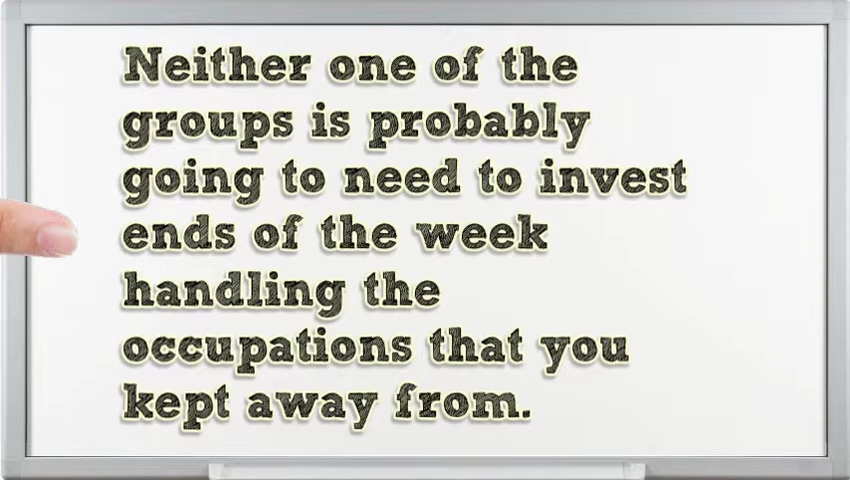 Neither one of the
groups is probably
going to need to invest
ends of the week
handling the
occupations that you
kept away from.